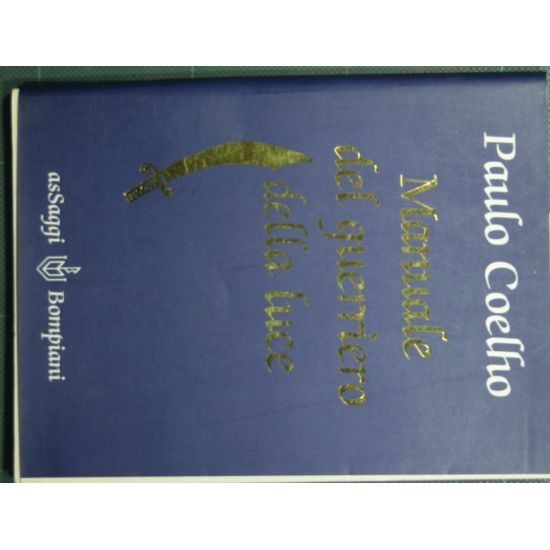 Paulo Coelho
Manuale
del guerriero
della luce
asSaggi Bompiani